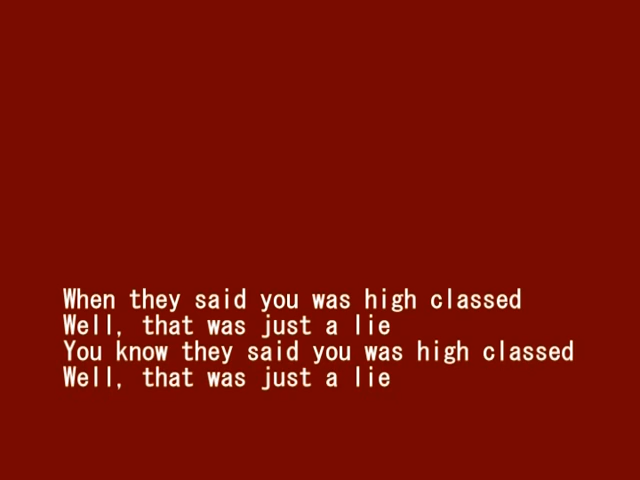 When they said you was high classed
Well, that was just a lie
You know they said you was high classed
Well, that was just a lie